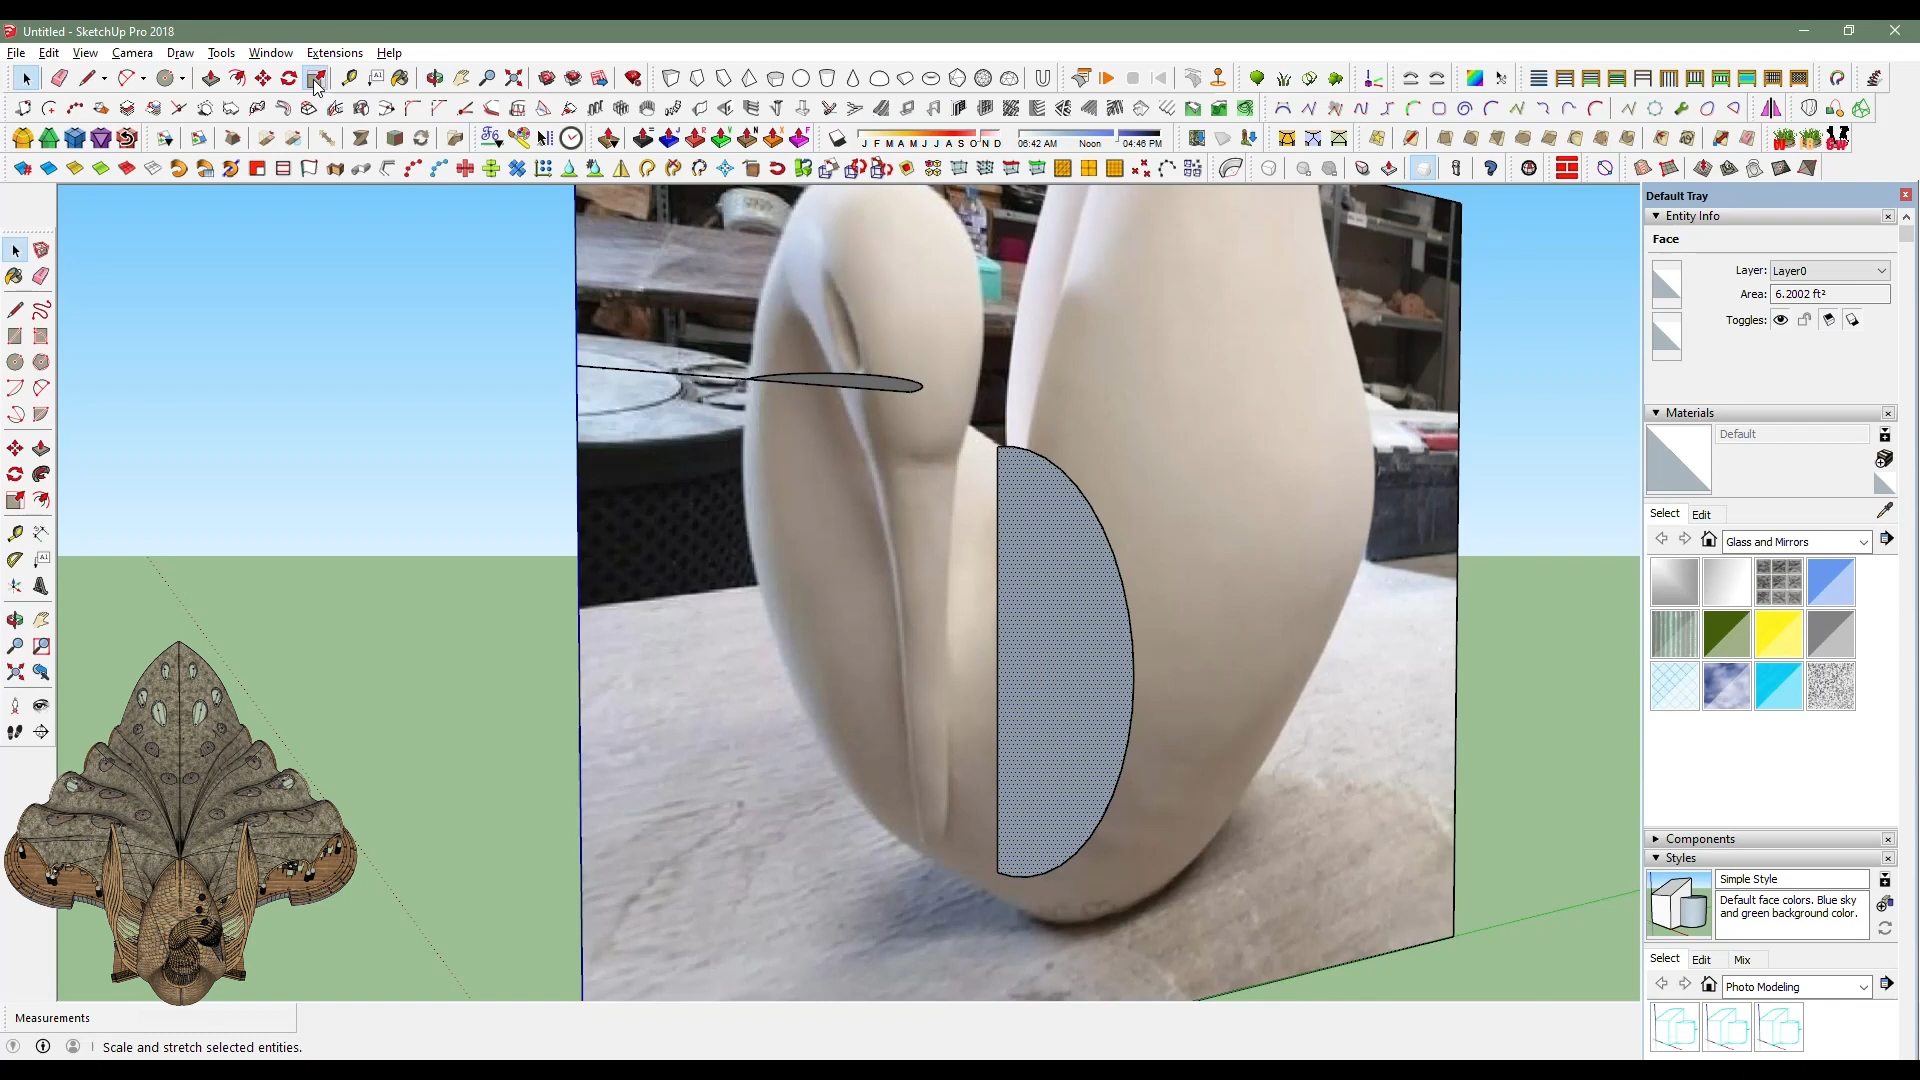 Untitled - SketchUp Pro 2018
File Edit View Camera Draw Tools Window Extensions Help
J F M A M J J A S O N D
06:42 AM Noon 04:46 PM
Default Tray
Entity Info
Face
Layer: Layer0
Area: 6.2002 ft²
Toggles:
Materials
Default
Select Edit
Glass and Mirrors
Components
Styles
Simple Style
Default face colors. Blue sky
and green background color.
Select Edit Mix
Photo Modeling
Measurements
Scale and stretch selected entities.